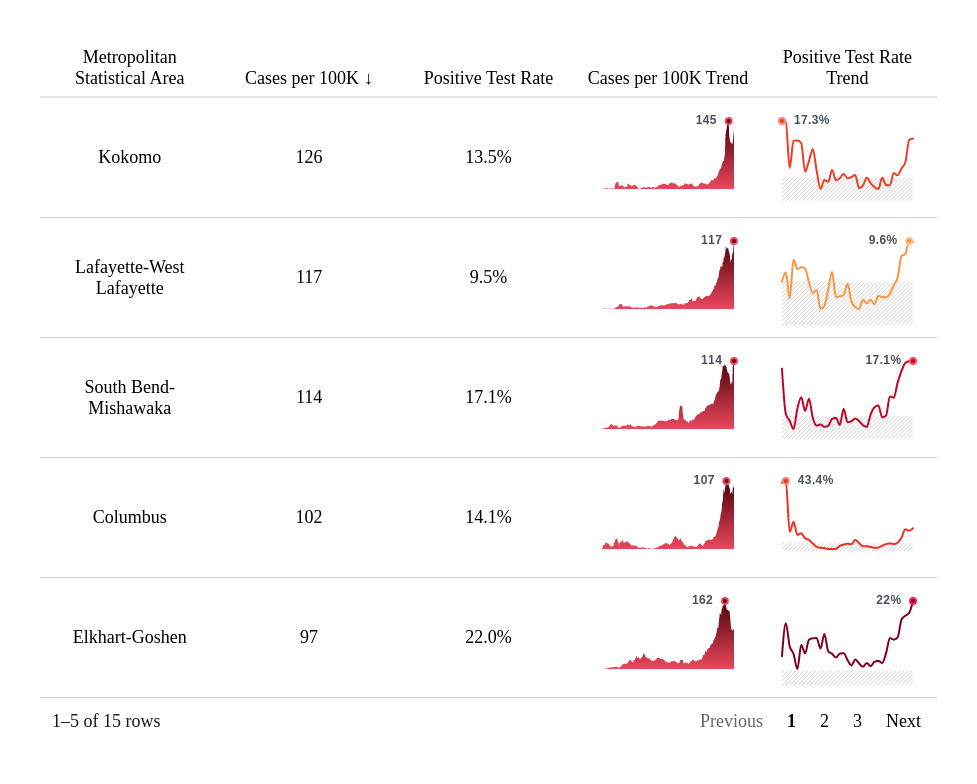 Metropolitan
Statistical Area
Cases per 100K ↓
Positive Test Rate
Cases per 100K Trend
Positive Test Rate
Trend
Kokomo
126
13.5%
145
17.3%
Lafayette-West
Lafayette
117
9.5%
117
9.6%
South Bend-
Mishawaka
114
17.1%
114
17.1%
Columbus
102
14.1%
107
43.4%
Elkhart-Goshen
97
22.0%
162
22%
1–5 of 15 rows
Previous 1 2 3 Next